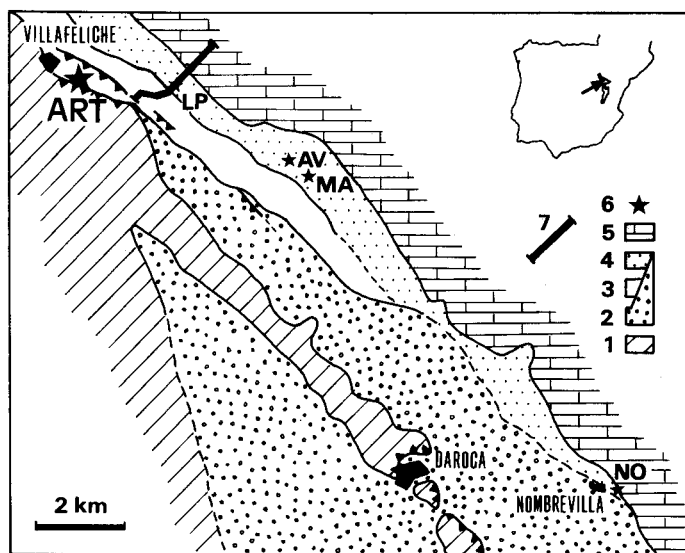 VILLAFELICHE
ART
LP
AV
MA
7
6
5
4
3
2
1
DAROCA
NO
NOMBREVILLA
2 km